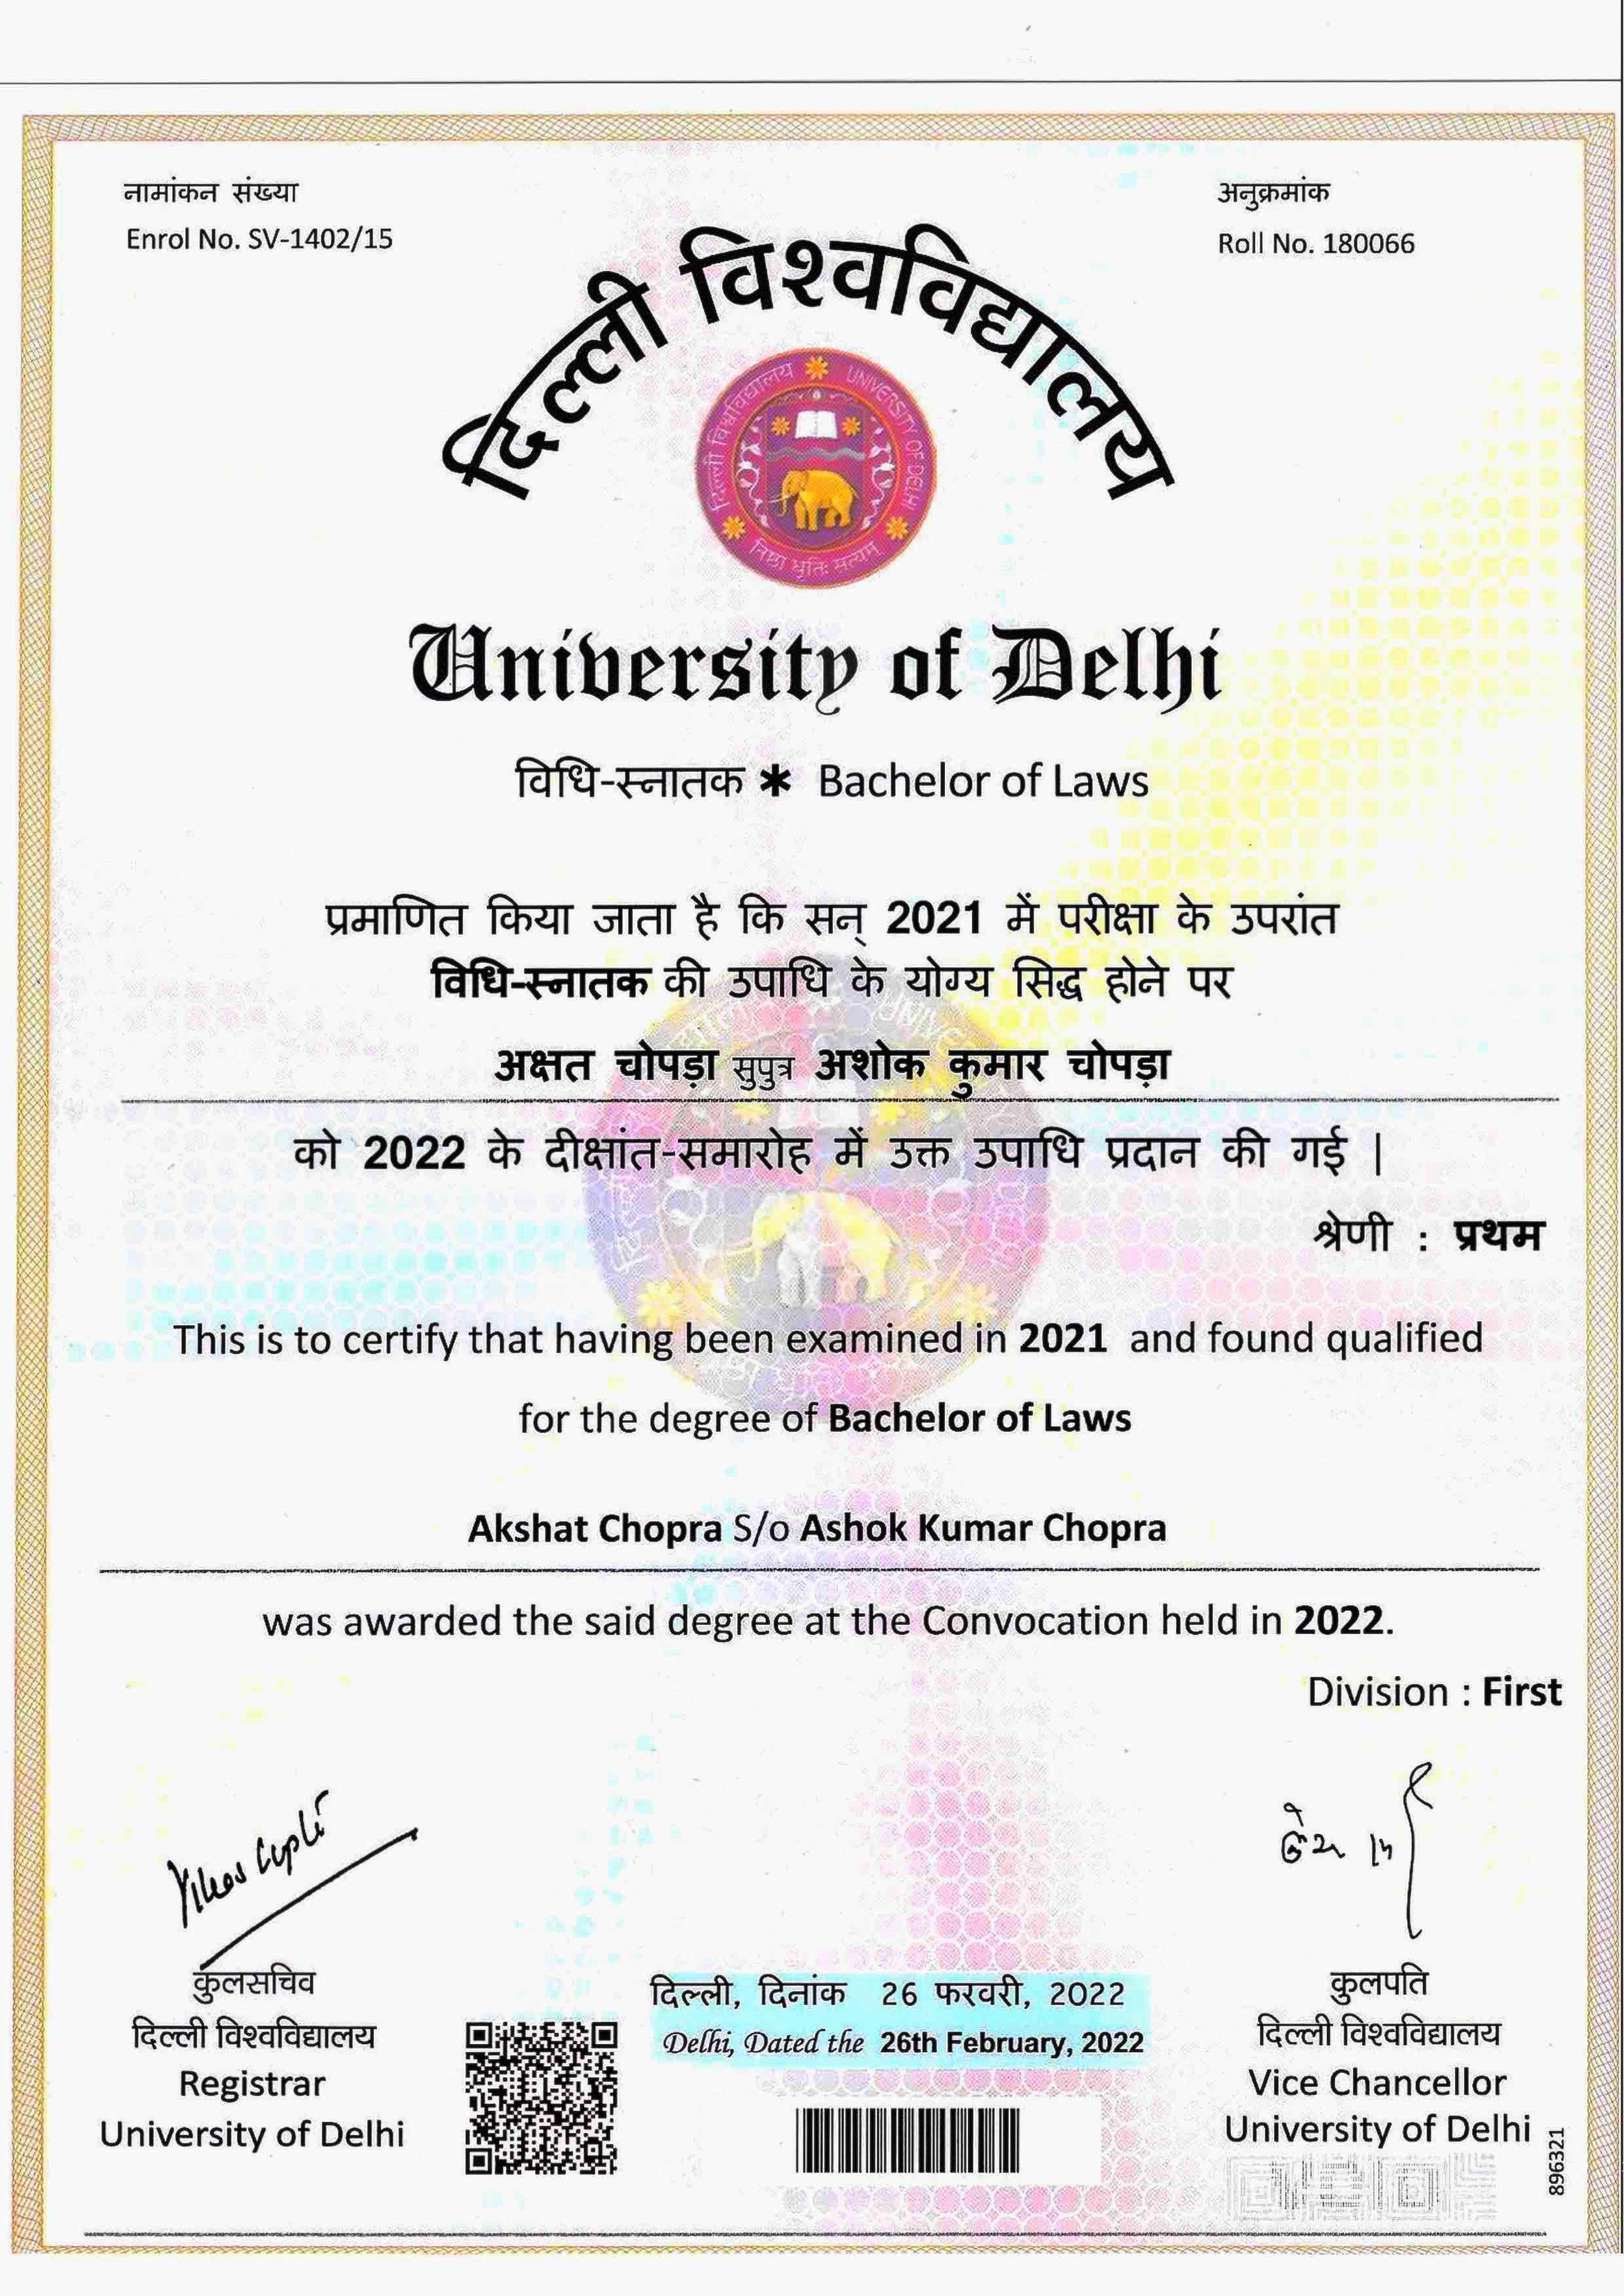 नामांकन संख्या
Enrol No. SV-1402/15
अनुक्रमांक
Roll No. 180066
दिल्ली विश्वविद्यालय
दिल्ली विश्वविद्यालय UNIVERSITY OF DELHI
निष्ठा धृतिः सत्यम्
University of Delhi
विधि-स्नातक * Bachelor of Laws
प्रमाणित किया जाता है कि सन् 2021 में परीक्षा के उपरांत
विधि-स्नातक की उपाधि के योग्य सिद्ध होने पर
अक्षत चोपड़ा सुपुत्र अशोक कुमार चोपड़ा
को 2022 के दीक्षांत-समारोह में उक्त उपाधि प्रदान की गई |
श्रेणी : प्रथम
This is to certify that having been examined in 2021 and found qualified
for the degree of Bachelor of Laws
Akshat Chopra S/o Ashok Kumar Chopra
was awarded the said degree at the Convocation held in 2022.
Division : First
Vikas Gupta
कुलसचिव
दिल्ली विश्वविद्यालय
Registrar
University of Delhi
दिल्ली, दिनांक 26 फरवरी, 2022
Delhi, Dated the 26th February, 2022
कुलपति
दिल्ली विश्वविद्यालय
Vice Chancellor
University of Delhi
896321